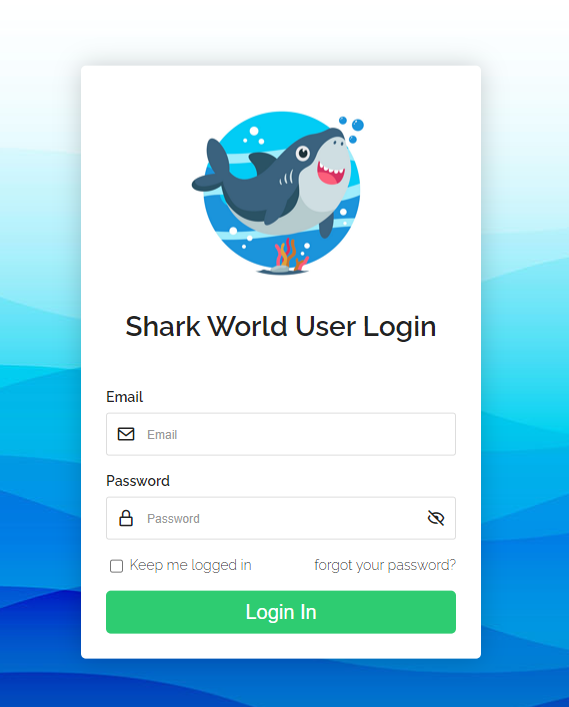 Shark World User Login
Email
Email
Password
Password
Keep me logged in
forgot your password?
Login In